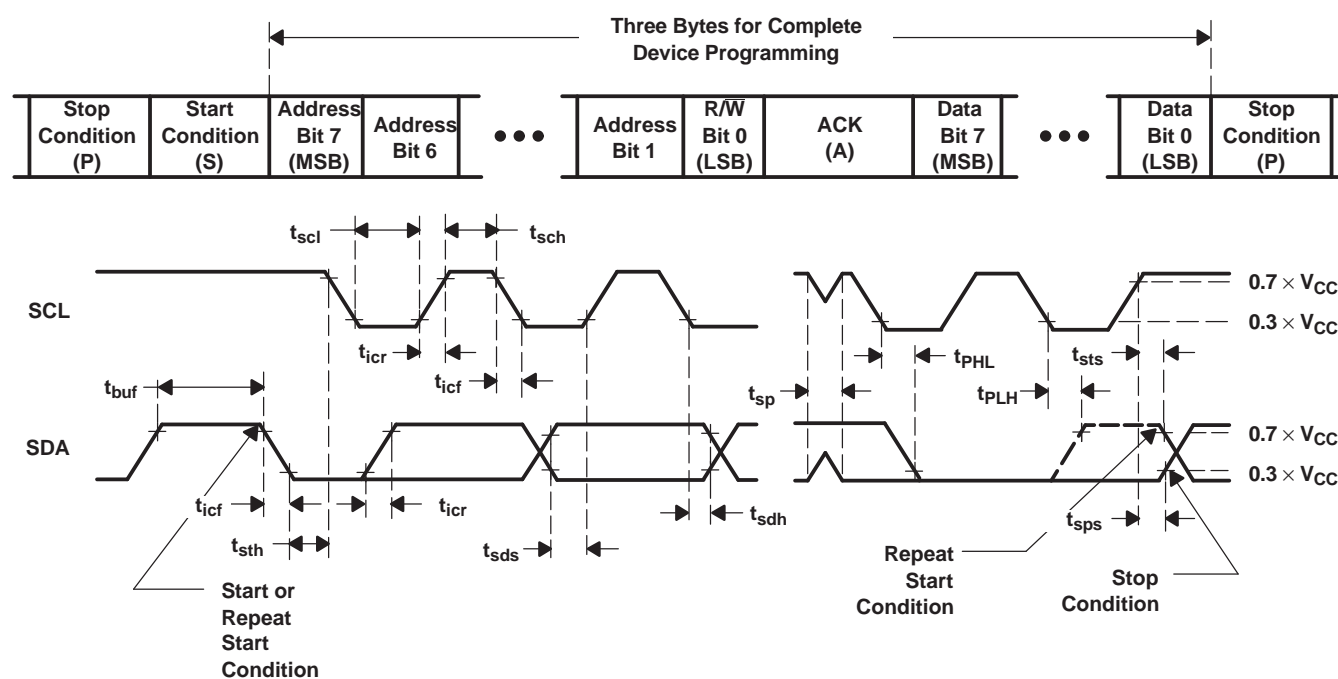 Three Bytes for Complete
Device Programming
Stop
Condition
(P)
Start
Condition
(S)
Address
Bit 7
(MSB)
Address
Bit 6
Address
Bit 1
R/W̅
Bit 0
(LSB)
ACK
(A)
Data
Bit 7
(MSB)
Data
Bit 0
(LSB)
Stop
Condition
(P)
tscl
tsch
SCL
0.7 × VCC
0.3 × VCC
ticr
ticf
tPHL
tsts
tbuf
tsp
tPLH
SDA
0.7 × VCC
0.3 × VCC
ticf
ticr
tsdh
tsps
tsth
tsds
Start or
Repeat
Start
Condition
Repeat
Start
Condition
Stop
Condition